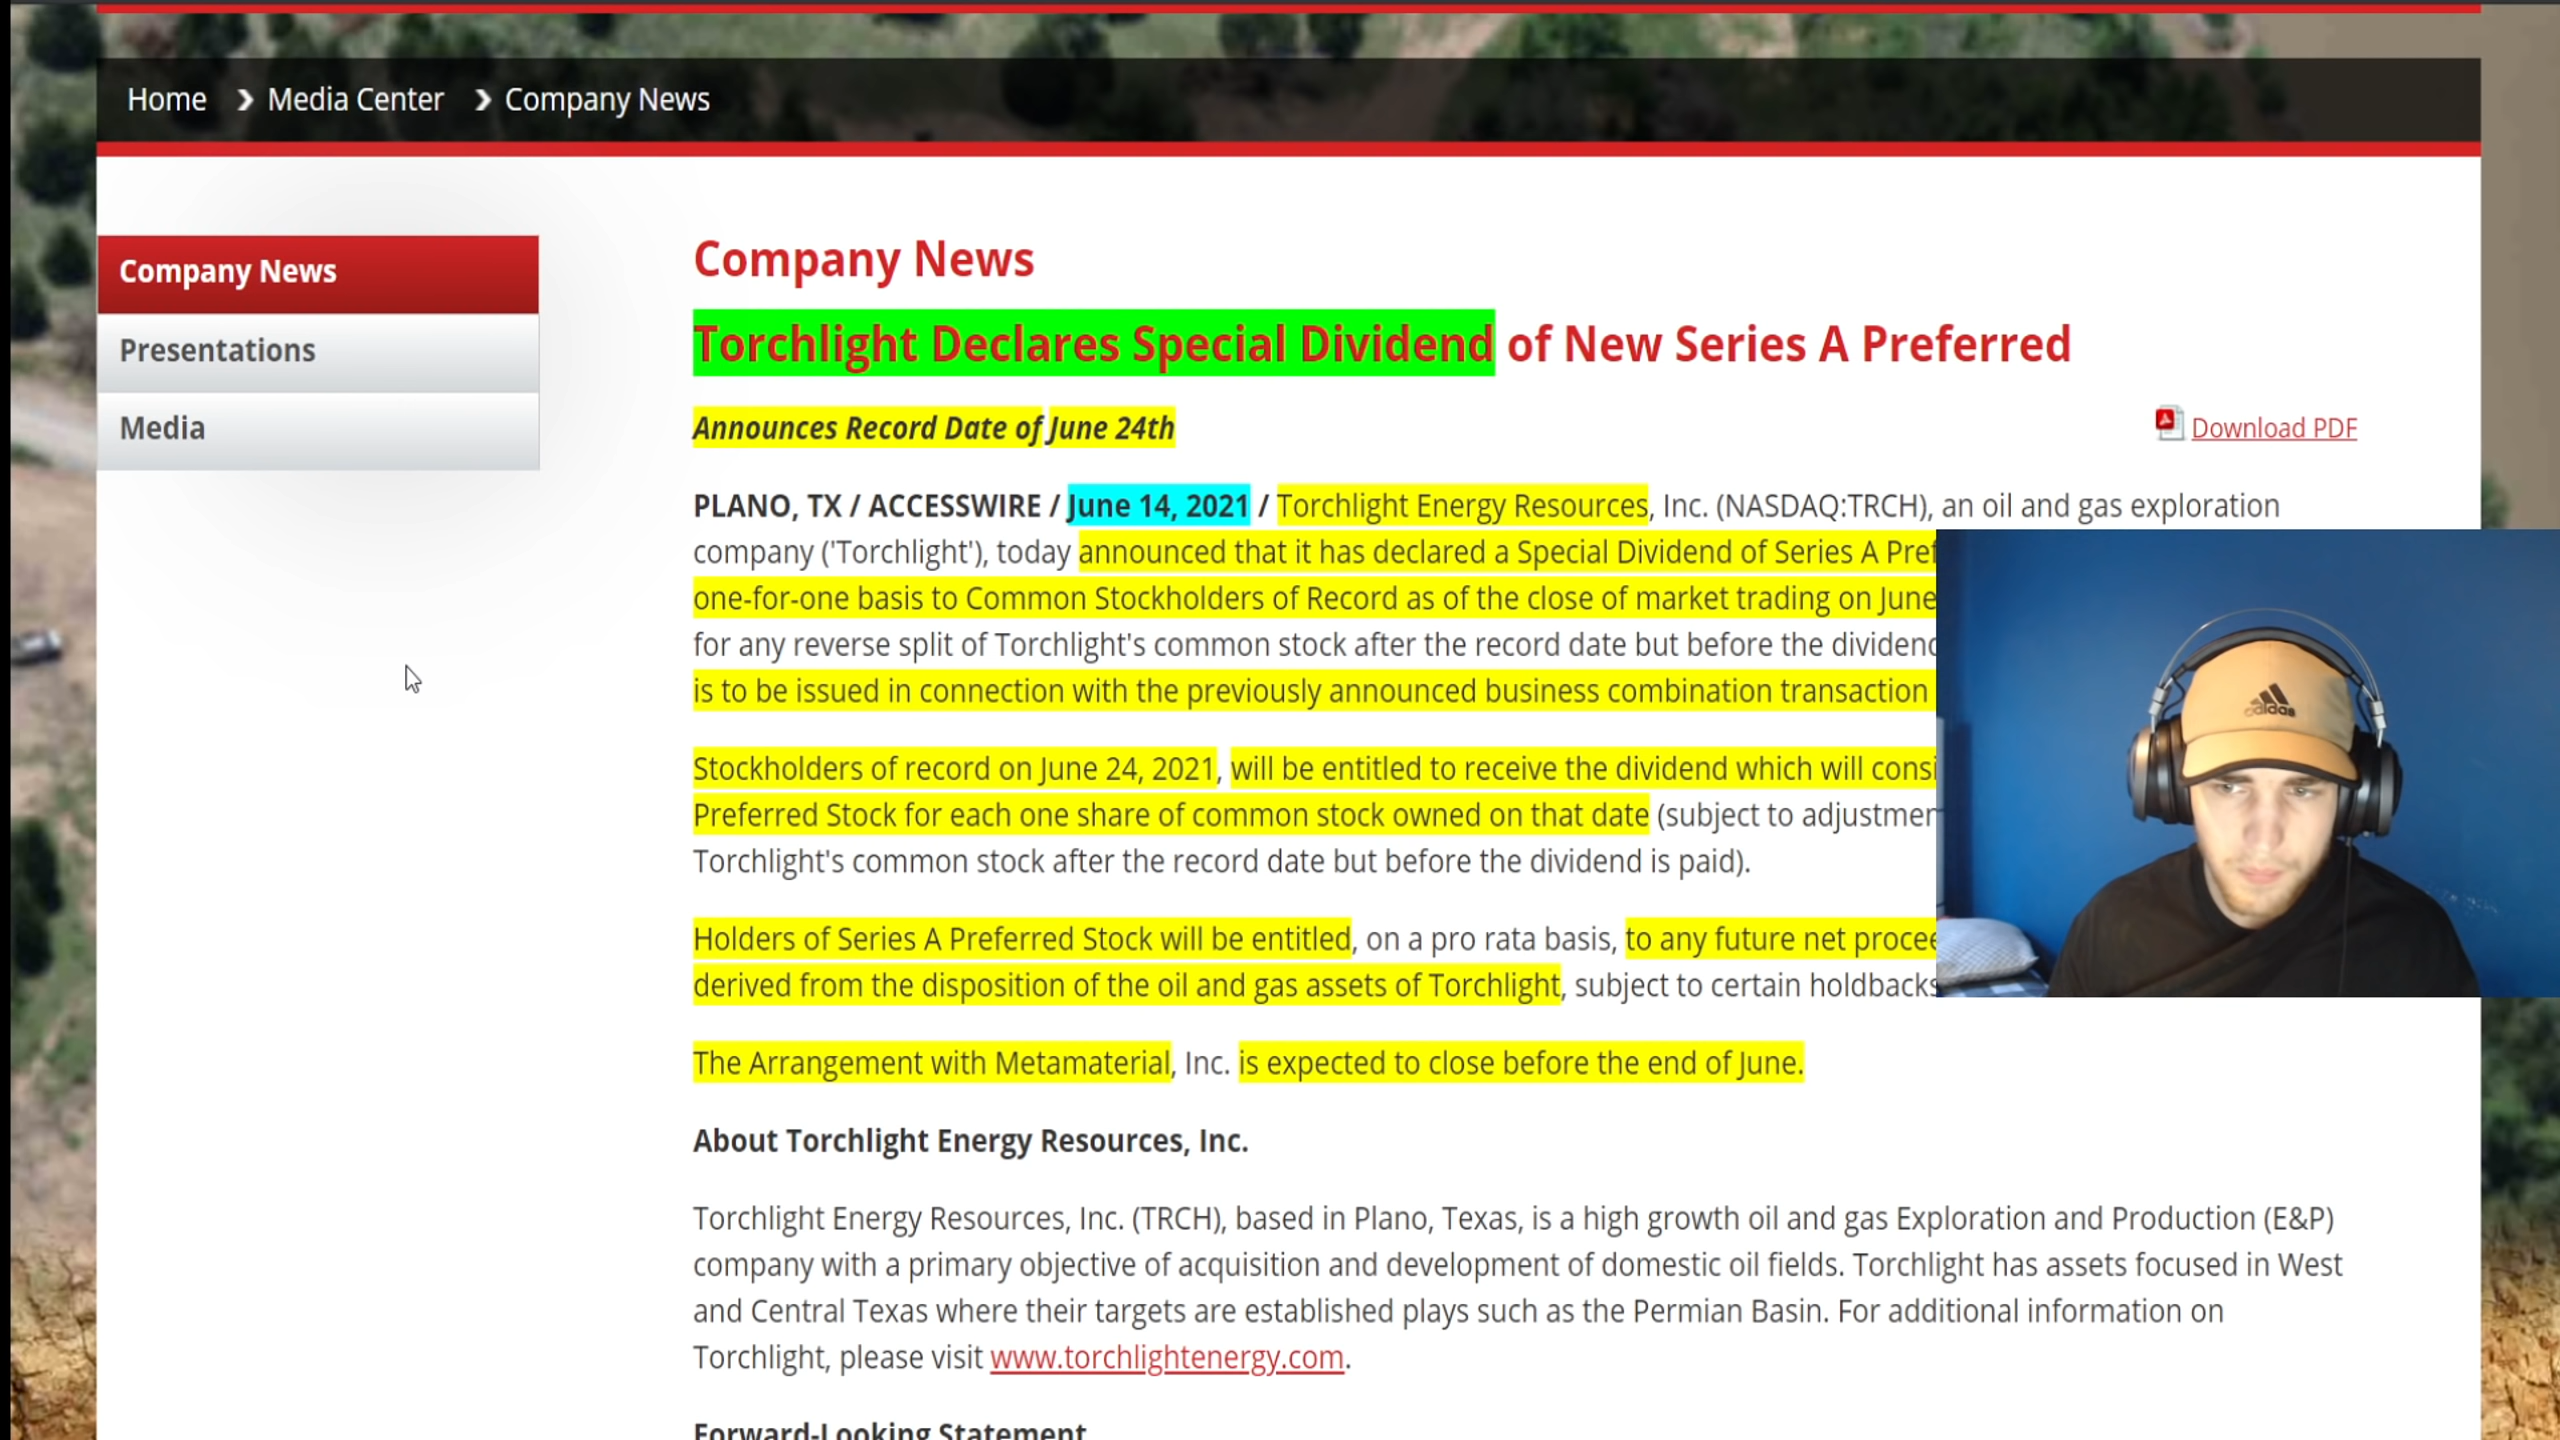 Home > Media Center > Company News
Company News
Presentations
Media
Company News
Torchlight Declares Special Dividend of New Series A Preferred
Announces Record Date of June 24th
Download PDF
PLANO, TX / ACCESSWIRE / June 14, 2021 / Torchlight Energy Resources, Inc. (NASDAQ:TRCH), an oil and gas exploration
company ('Torchlight'), today announced that it has declared a Special Dividend of Series A
one-for-one basis to Common Stockholders of Record as of the close of market trading on June
for any reverse split of Torchlight's common stock after the record date but before the
is to be issued in connection with the previously announced business combination transaction
Stockholders of record on June 24, 2021, will be entitled to receive the dividend which will
Preferred Stock for each one share of common stock owned on that date (subject to
Torchlight's common stock after the record date but before the dividend is paid).
Holders of Series A Preferred Stock will be entitled, on a pro rata basis, to any future net
derived from the disposition of the oil and gas assets of Torchlight, subject to certain
The Arrangement with Metamaterial, Inc. is expected to close before the end of June.
About Torchlight Energy Resources, Inc.
Torchlight Energy Resources, Inc. (TRCH), based in Plano, Texas, is a high growth oil and gas Exploration and Production (E&P)
company with a primary objective of acquisition and development of domestic oil fields. Torchlight has assets focused in West
and Central Texas where their targets are established plays such as the Permian Basin. For additional information on
Torchlight, please visit www.torchlightenergy.com.
Forward-Looking Statement
adidas